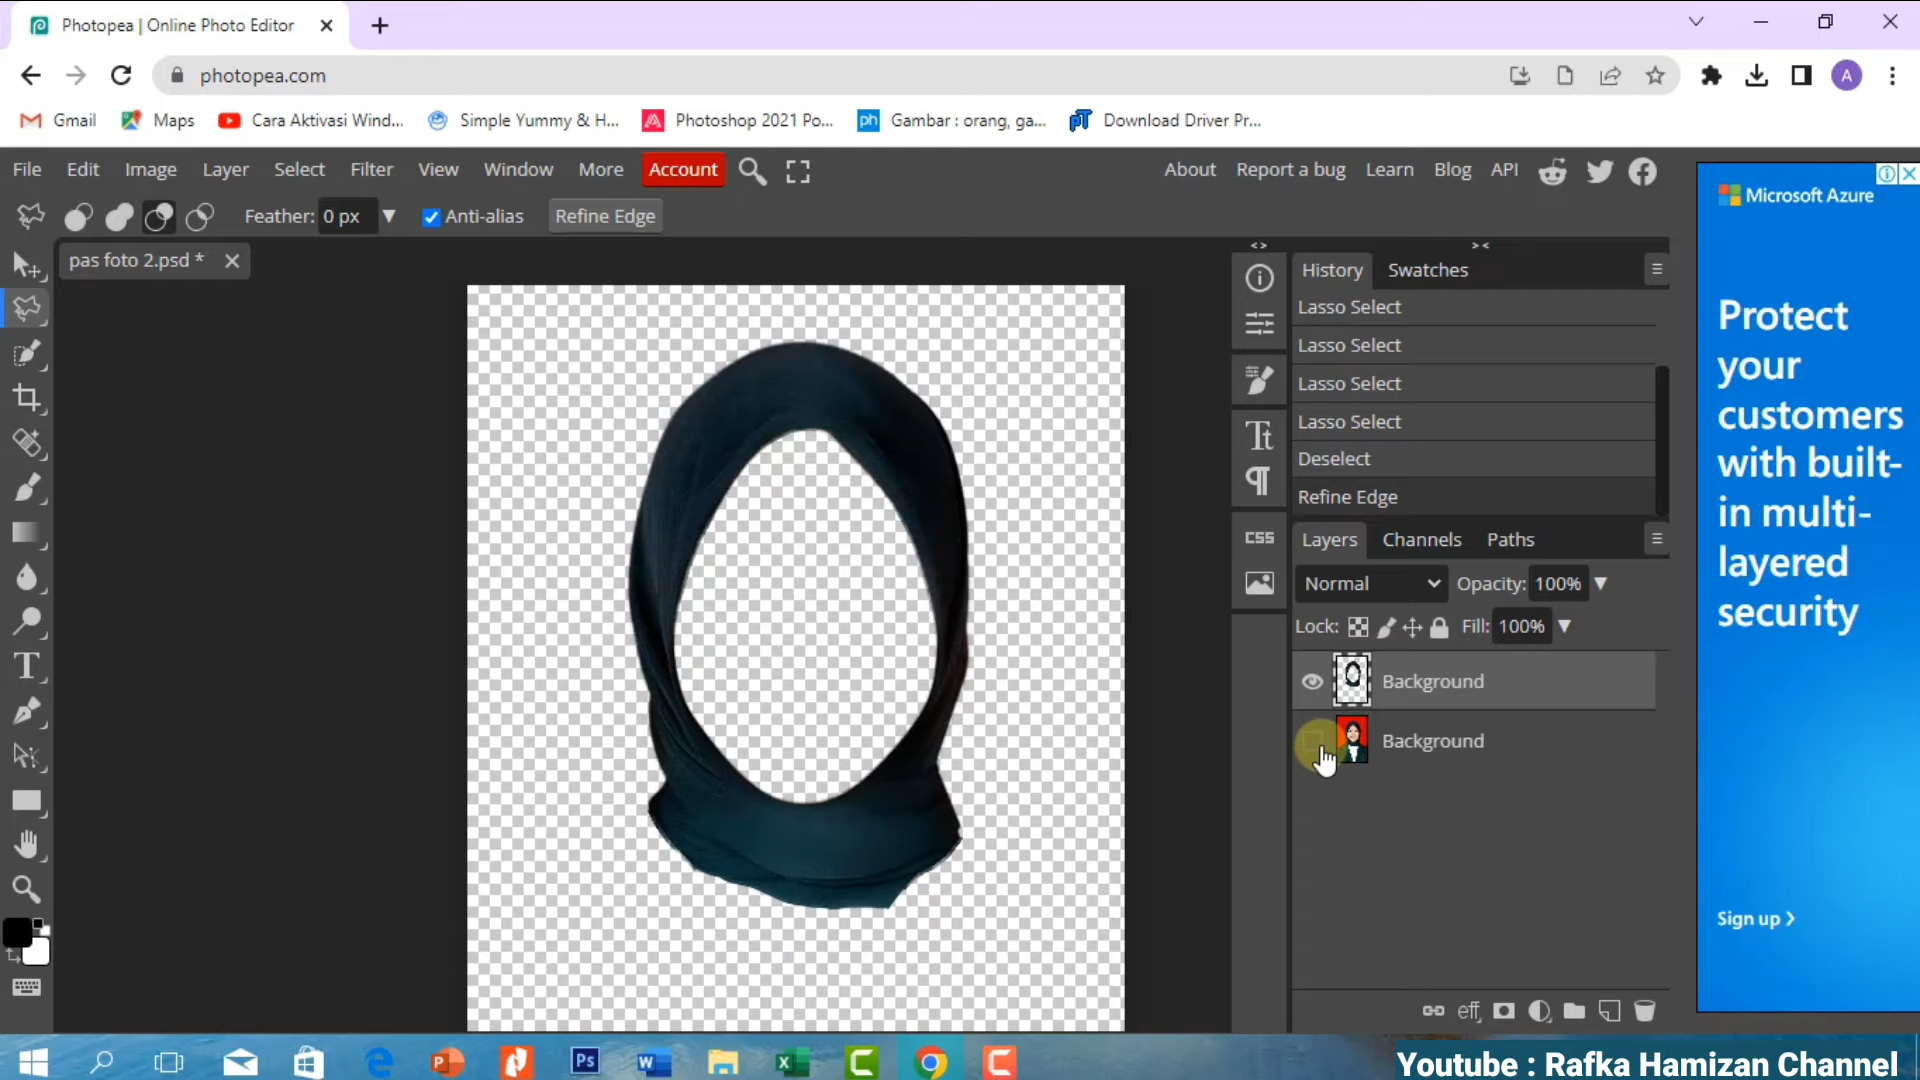 Photopea | Online Photo Editor
photopea.com
A
Gmail
Maps
Cara Aktivasi Wind...
Simple Yummy & H...
Photoshop 2021 Po...
ph
Gambar : orang, ga...
Download Driver Pr...
File Edit Image Layer Select Filter View Window More Account
About Report a bug Learn Blog API
Feather: 0 px
Anti-alias
Refine Edge
pas foto 2.psd *
History Swatches
Lasso Select
Lasso Select
Lasso Select
Lasso Select
Deselect
Refine Edge
CSS
Layers Channels Paths
Normal Opacity: 100%
Lock: Fill: 100%
Background
Background
eff
Microsoft Azure
Protect
your
customers
with built-
in multi-
layered
security
Sign up
Ps
Youtube : Rafka Hamizan Channel